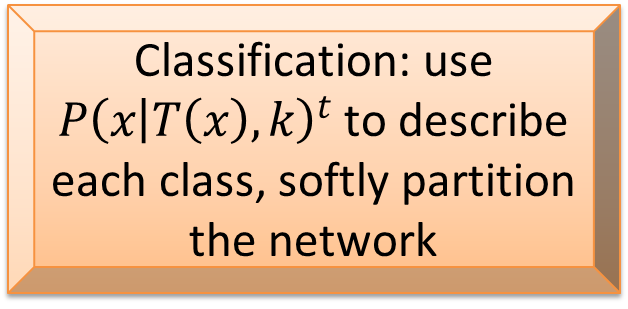 Classification: use
P(x|T(x), k)ᵗ to describe
each class, softly partition
the network